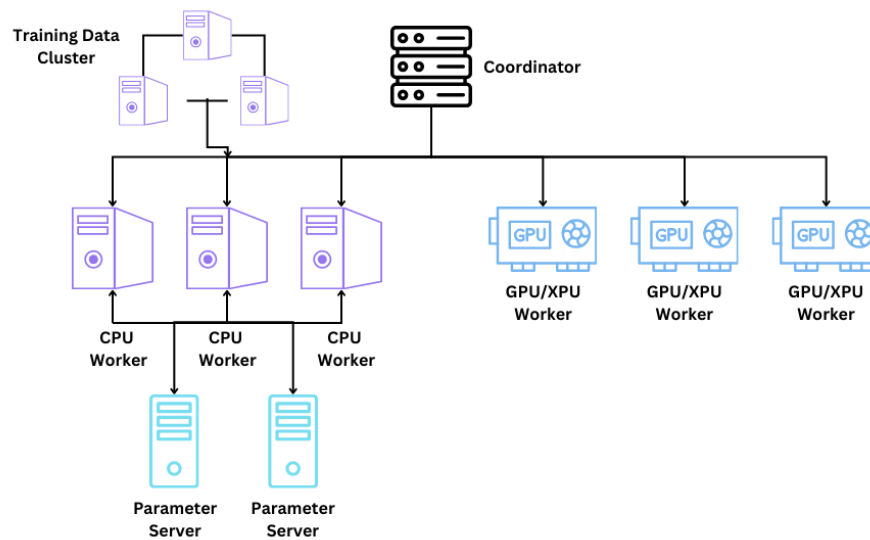 Training Data
Cluster
Coordinator
GPU
GPU
GPU
GPU/XPU
Worker
GPU/XPU
Worker
GPU/XPU
Worker
CPU
Worker
CPU
Worker
CPU
Worker
Parameter
Server
Parameter
Server